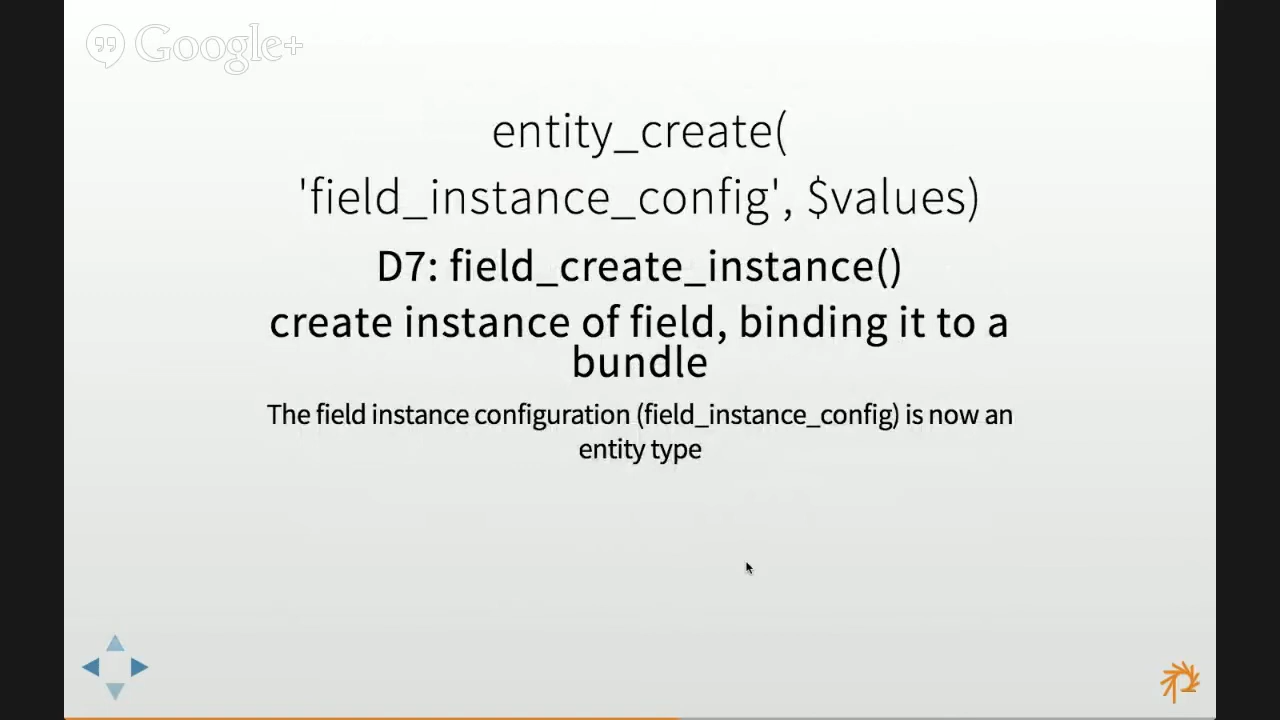 Google+
entity_create(
'field_instance_config', $values)
D7: field_create_instance()
create instance of field, binding it to a
bundle
The field instance configuration (field_instance_config) is now an
entity type